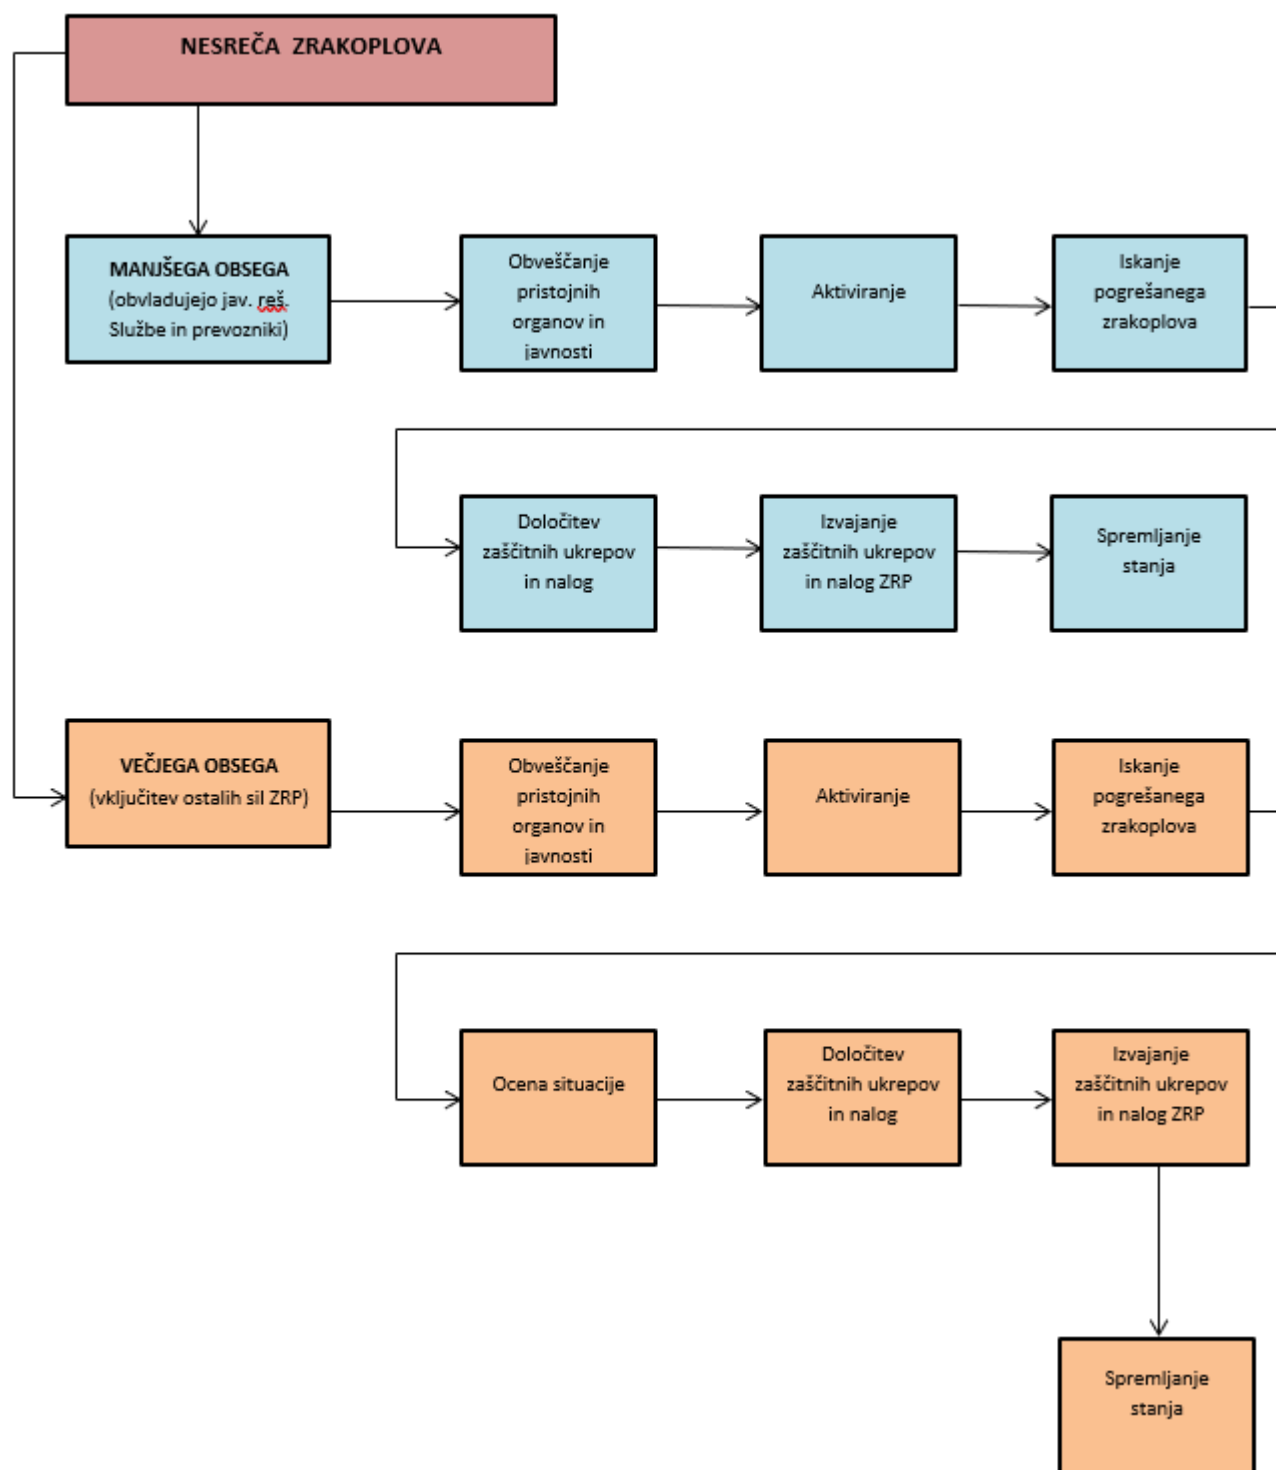 NESREČA ZRAKOPLOVA
MANJŠEGA OBSEGA
(obvladujejo jav. reš.
Službe in prevozniki)
Obveščanje
pristojnih
organov in
javnosti
Aktiviranje
Iskanje
pogrešanega
zrakoplova
Določitev
zaščitnih ukrepov
in nalog
Izvajanje
zaščitnih ukrepov
in nalog ZRP
Spremljanje
stanja
VEČJEGA OBSEGA
(vključitev ostalih sil ZRP)
Obveščanje
pristojnih
organov in
javnosti
Aktiviranje
Iskanje
pogrešanega
zrakoplova
Ocena situacije
Določitev
zaščitnih ukrepov
in nalog
Izvajanje
zaščitnih ukrepov
in nalog ZRP
Spremljanje
stanja